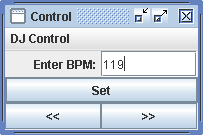 Control
DJ Control
Enter BPM: 119
Set
<< >>